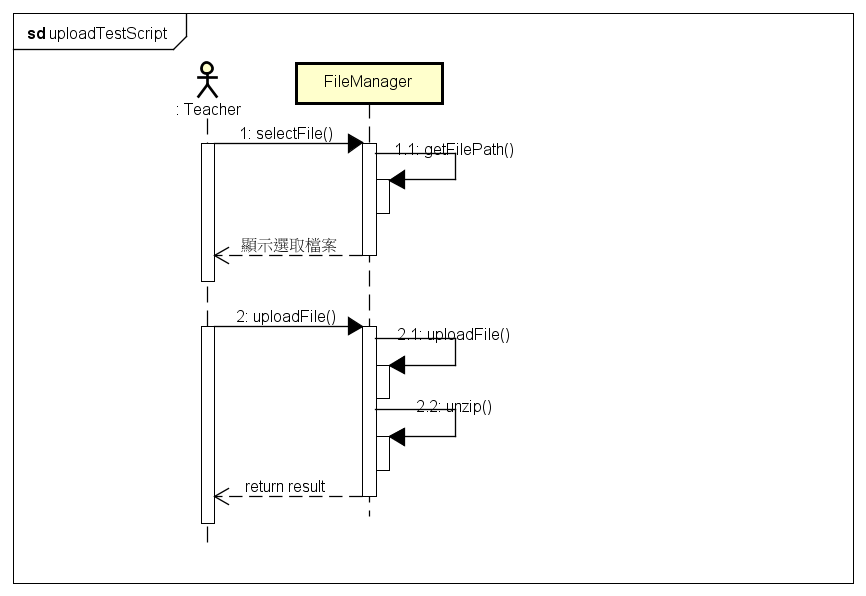 sd uploadTestScript
: Teacher
FileManager
1: selectFile()
1.1: getFilePath()
顯示選取檔案
2: uploadFile()
2.1: uploadFile()
2.2: unzip()
return result